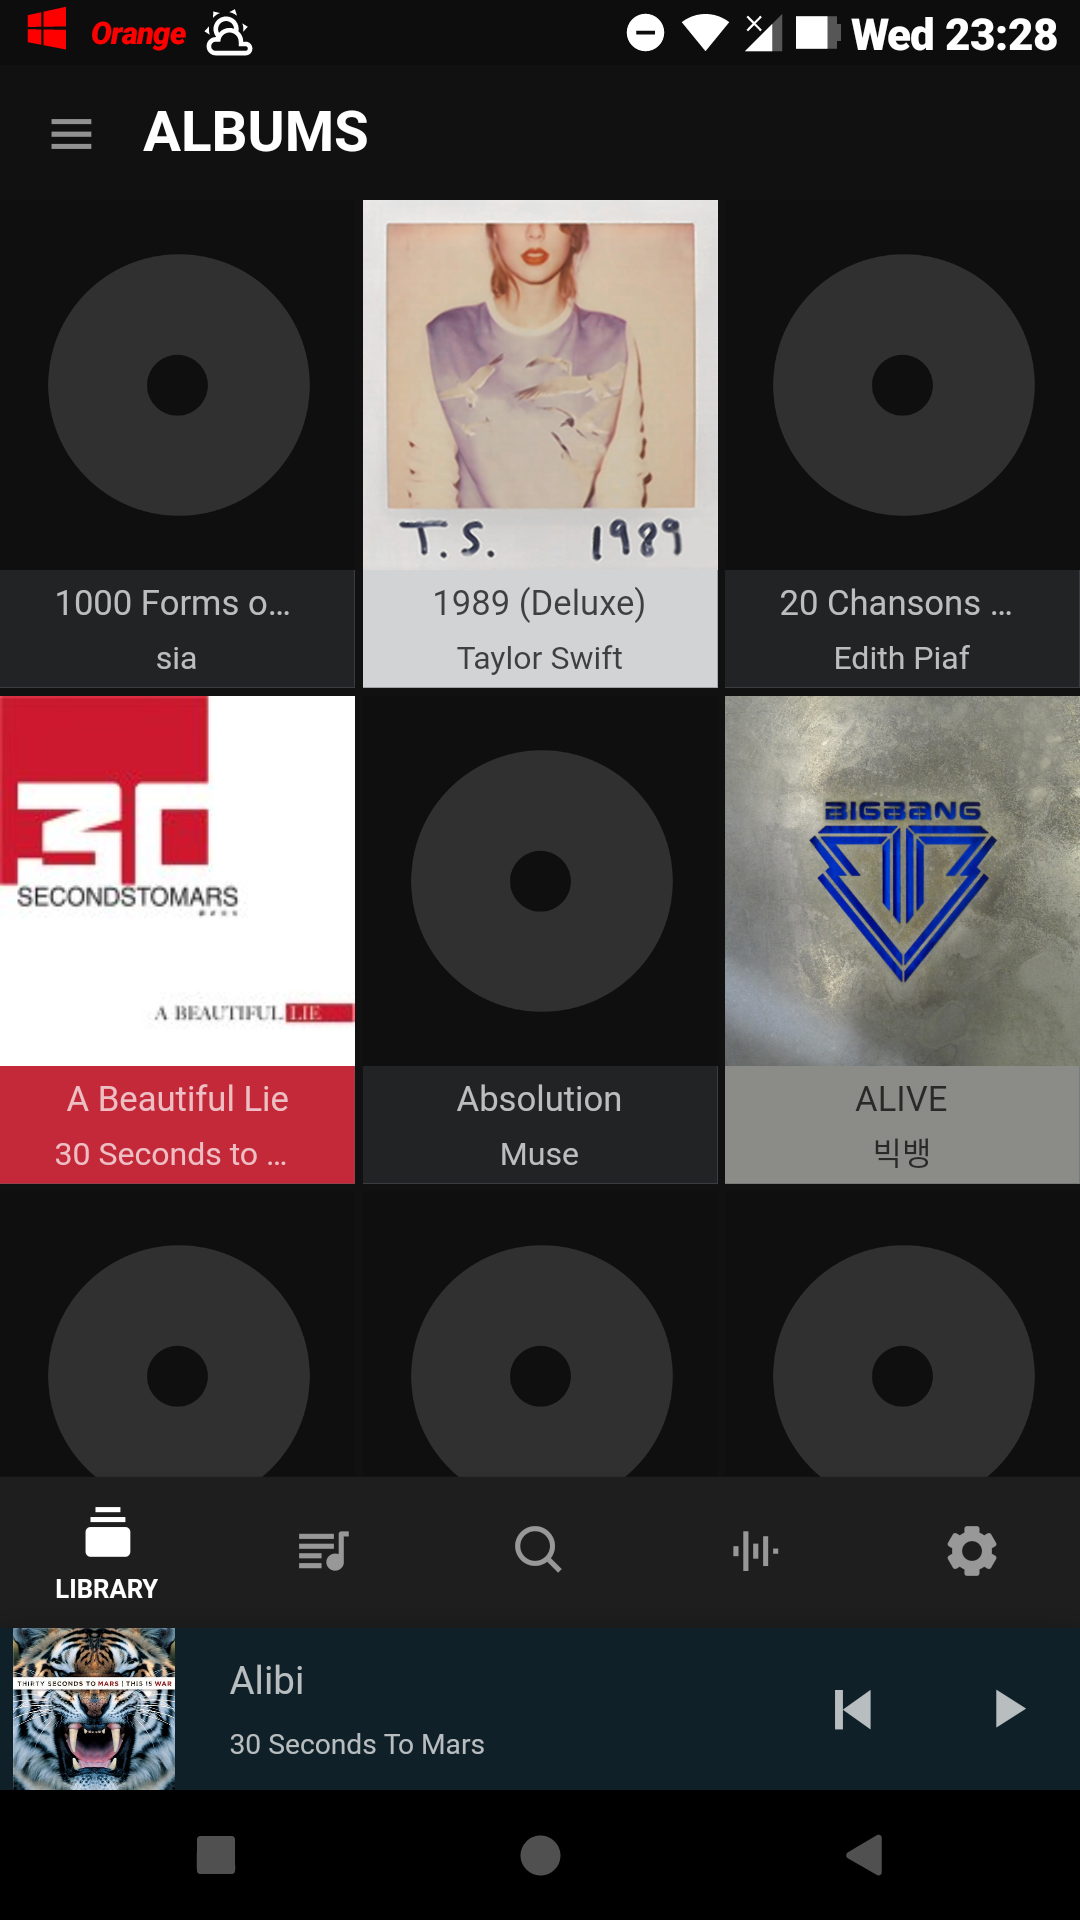 Orange
Wed 23:28
ALBUMS
T.S. 1989
1000 Forms o...
1989 (Deluxe)
20 Chansons ...
sia
Taylor Swift
Edith Piaf
30
SECONDSTOMARS
A BEAUTIFUL LIE
BIGBANG
A Beautiful Lie
Absolution
ALIVE
30 Seconds to ...
Muse
빅뱅
LIBRARY
THIRTY SECONDS TO MARS | THIS IS WAR
Alibi
30 Seconds To Mars